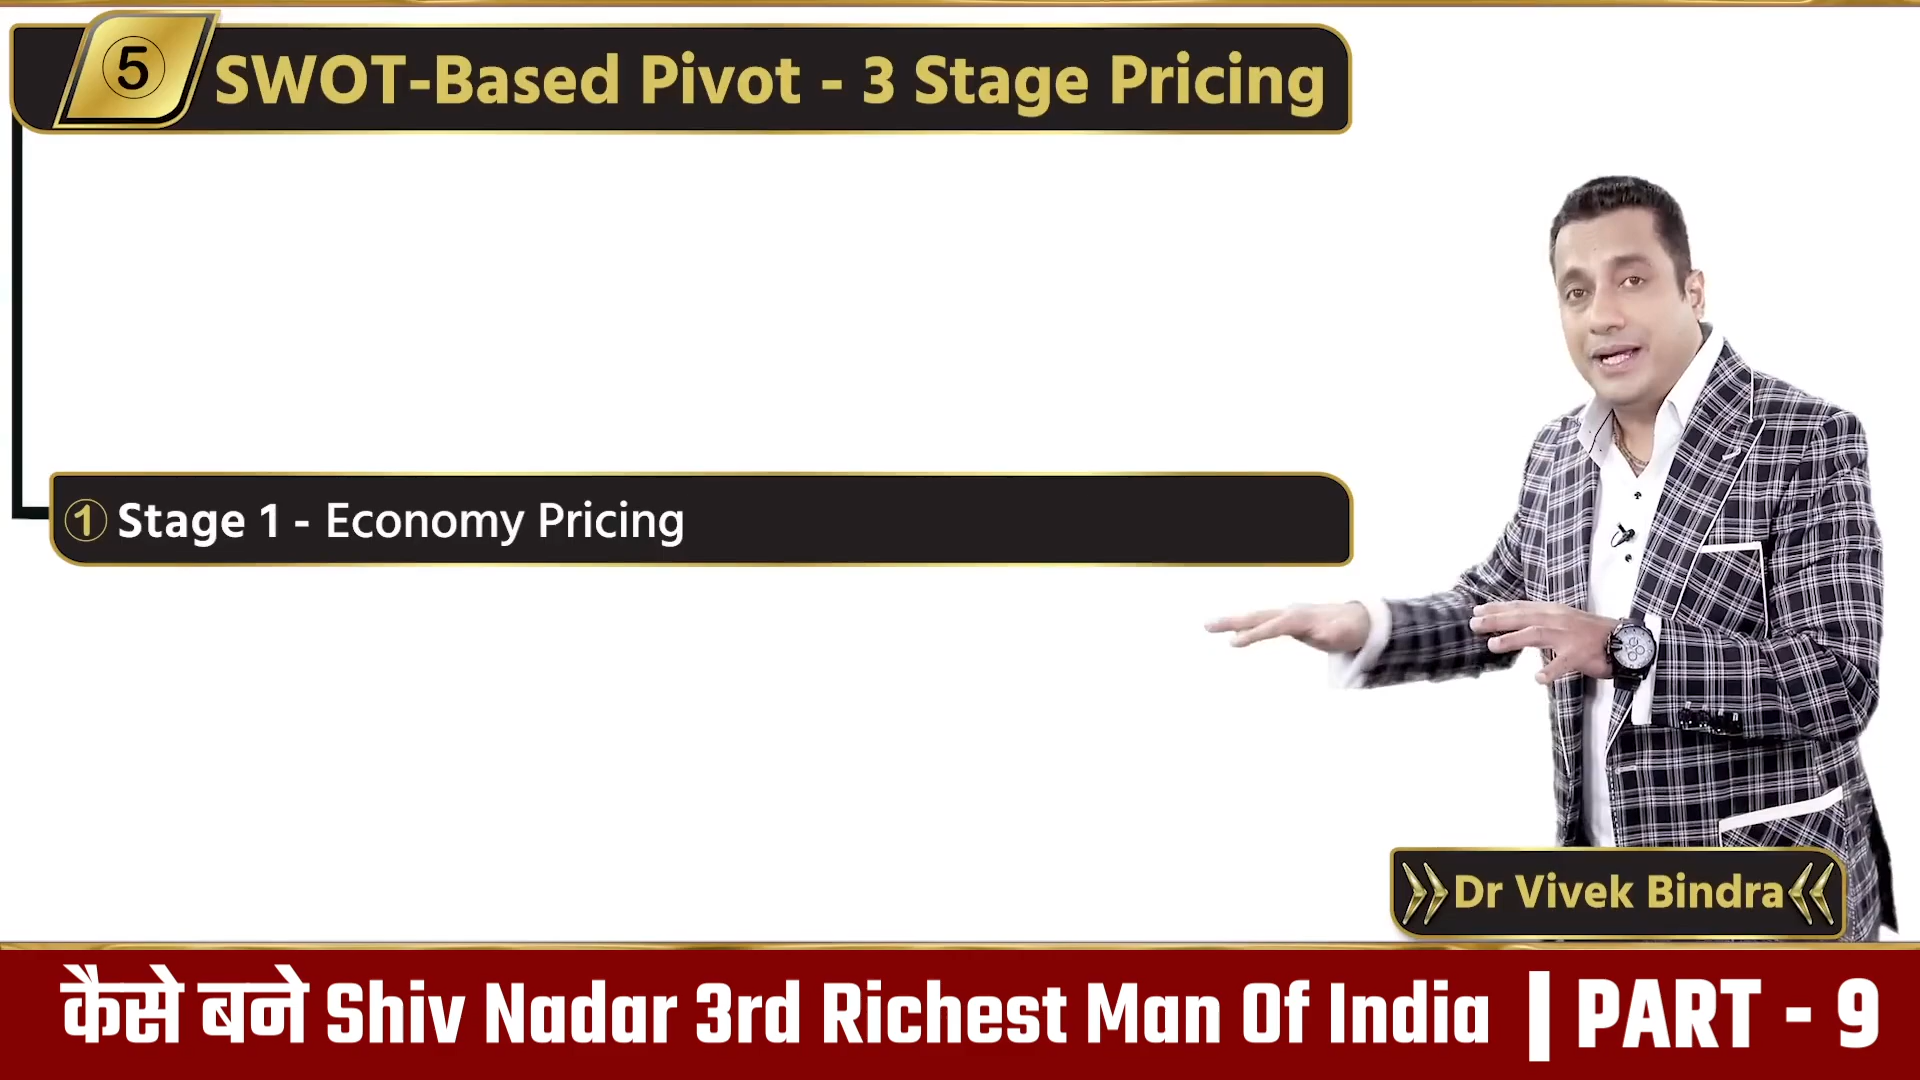 5 SWOT-Based Pivot - 3 Stage Pricing
1 Stage 1 - Economy Pricing
Dr Vivek Bindra
कैसे बने Shiv Nadar 3rd Richest Man Of India | PART - 9